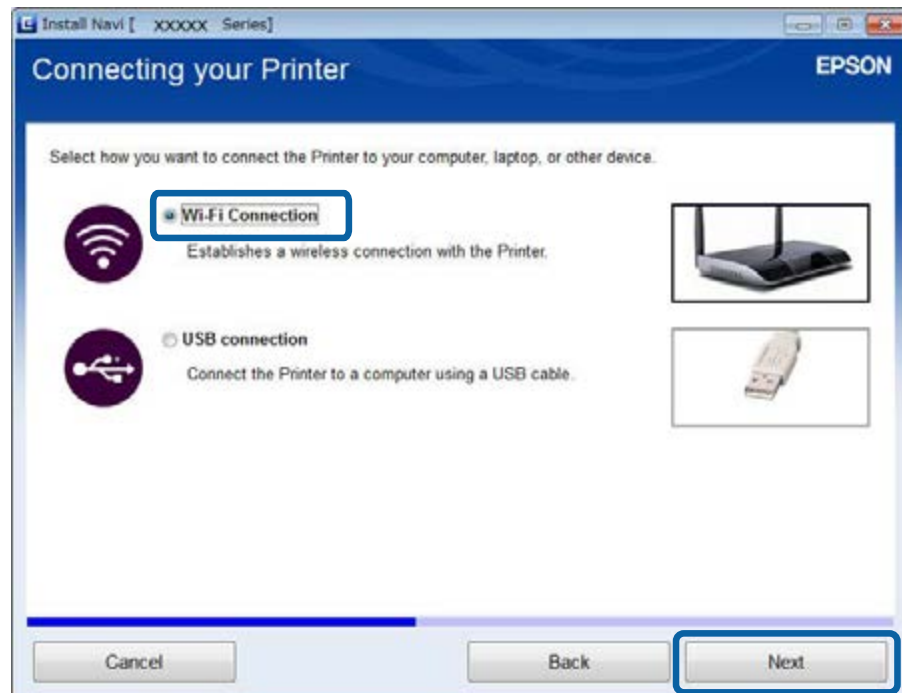 Install Navi [ XXXXX Series]
Connecting your Printer
EPSON
Select how you want to connect the Printer to your computer, laptop, or other device.
Wi-Fi Connection
Establishes a wireless connection with the Printer.
USB connection
Connect the Printer to a computer using a USB cable.
Cancel
Back
Next